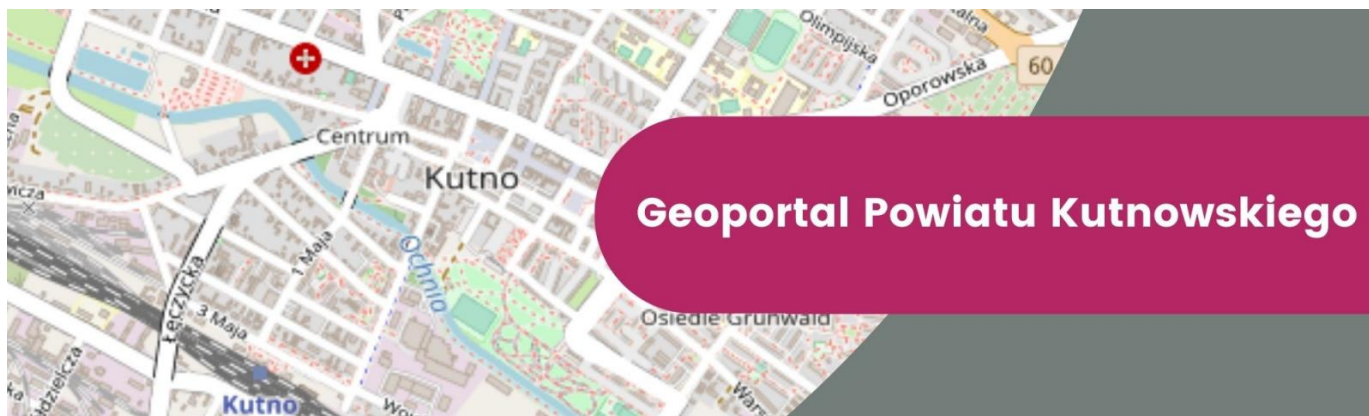 Olimpijska
60
Oporowska
Centrum
Kutno
Geoportal Powiatu Kutnowskiego
1 Maja
Ochnia
Łęczycka
3 Maja
Osiedle Grunwald
Kutno